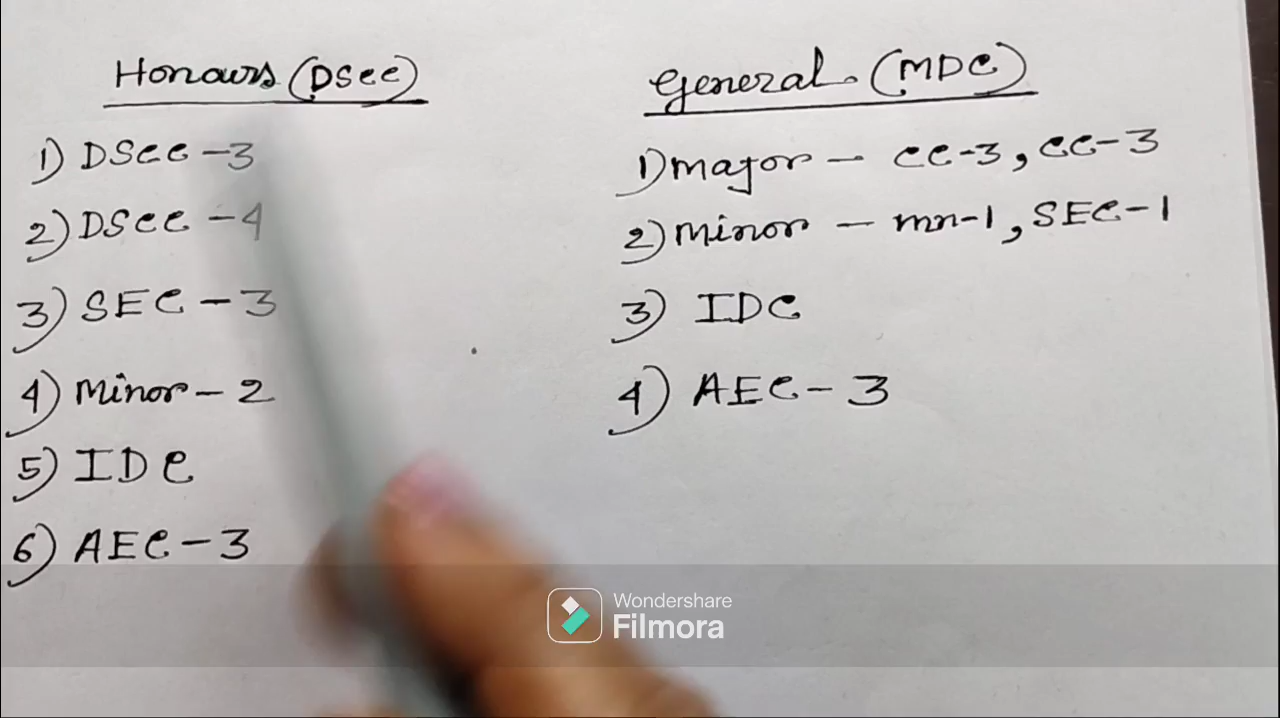 Honours (DSCC)
1) DSCC - 3
2) DSCC - 4
3) SEC - 3
4) Minor - 2
5) IDC
6) AEC - 3
General (MDC)
1) Major - CC-3, CC-3
2) Minor - mn-1, SEC-1
3) IDC
4) AEC - 3
Wondershare
Filmora